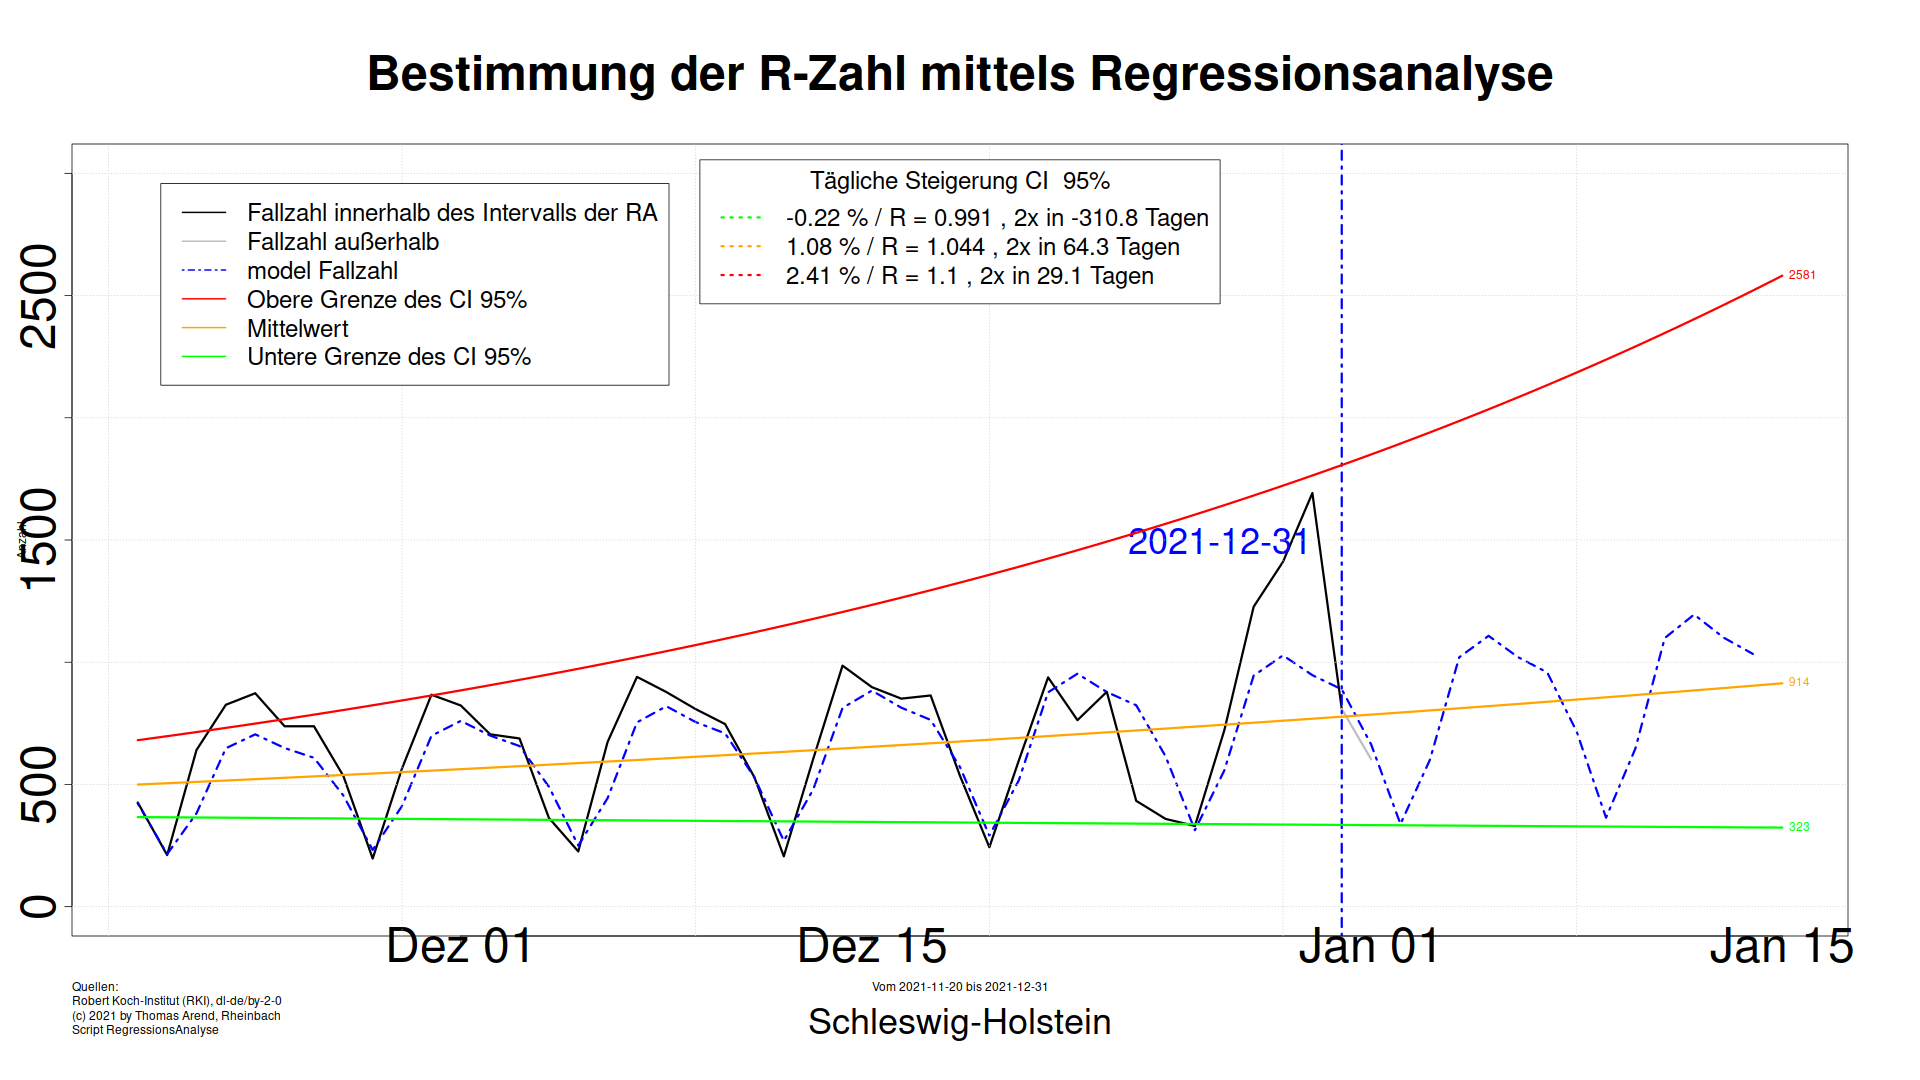 Bestimmung der R-Zahl mittels Regressionsanalyse
Fallzahl innerhalb des Intervalls der RA
Fallzahl außerhalb
model Fallzahl
Obere Grenze des CI 95%
Mittelwert
Untere Grenze des CI 95%
Tägliche Steigerung CI  95%
-0.22 % / R = 0.991 , 2x in -310.8 Tagen
1.08 % / R = 1.044 , 2x in 64.3 Tagen
2.41 % / R = 1.1 , 2x in 29.1 Tagen
2581
2500
2021-12-31
1500
Anzahl
914
500
323
0
Dez 01
Dez 15
Jan 01
Jan 15
Quellen:
Robert Koch-Institut (RKI), dl-de/by-2-0
(c) 2021 by Thomas Arend, Rheinbach
Script RegressionsAnalyse
Vom 2021-11-20 bis 2021-12-31
Schleswig-Holstein